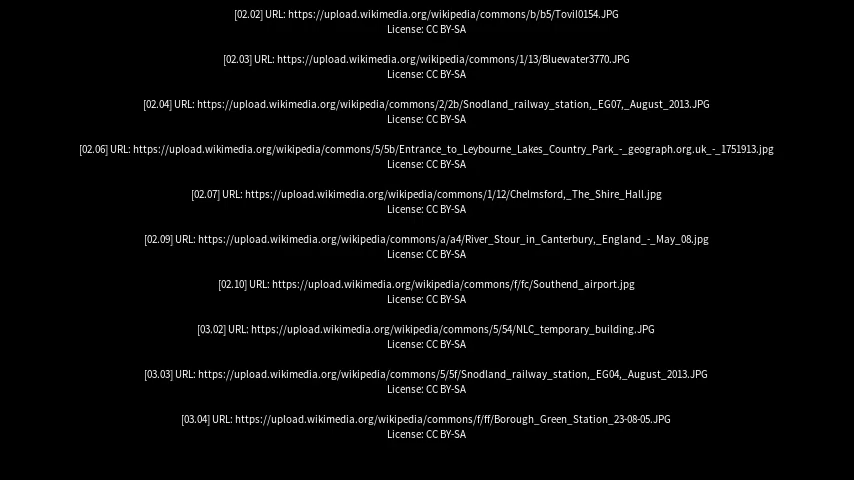 [02.02] URL: https://upload.wikimedia.org/wikipedia/commons/b/b5/Tovil0154.JPG
License: CC BY-SA
[02.03] URL: https://upload.wikimedia.org/wikipedia/commons/1/13/Bluewater3770.JPG
License: CC BY-SA
[02.04] URL: https://upload.wikimedia.org/wikipedia/commons/2/2b/Snodland_railway_station,_EG07,_August_2013.JPG
License: CC BY-SA
[02.06] URL: https://upload.wikimedia.org/wikipedia/commons/5/5b/Entrance_to_Leybourne_Lakes_Country_Park_-_geograph.org.uk_-_1751913.jpg
License: CC BY-SA
[02.07] URL: https://upload.wikimedia.org/wikipedia/commons/1/12/Chelmsford,_The_Shire_Hall.jpg
License: CC BY-SA
[02.09] URL: https://upload.wikimedia.org/wikipedia/commons/a/a4/River_Stour_in_Canterbury,_England_-_May_08.jpg
License: CC BY-SA
[02.10] URL: https://upload.wikimedia.org/wikipedia/commons/f/fc/Southend_airport.jpg
License: CC BY-SA
[03.02] URL: https://upload.wikimedia.org/wikipedia/commons/5/54/NLC_temporary_building.JPG
License: CC BY-SA
[03.03] URL: https://upload.wikimedia.org/wikipedia/commons/5/5f/Snodland_railway_station,_EG04,_August_2013.JPG
License: CC BY-SA
[03.04] URL: https://upload.wikimedia.org/wikipedia/commons/f/ff/Borough_Green_Station_23-08-05.JPG
License: CC BY-SA